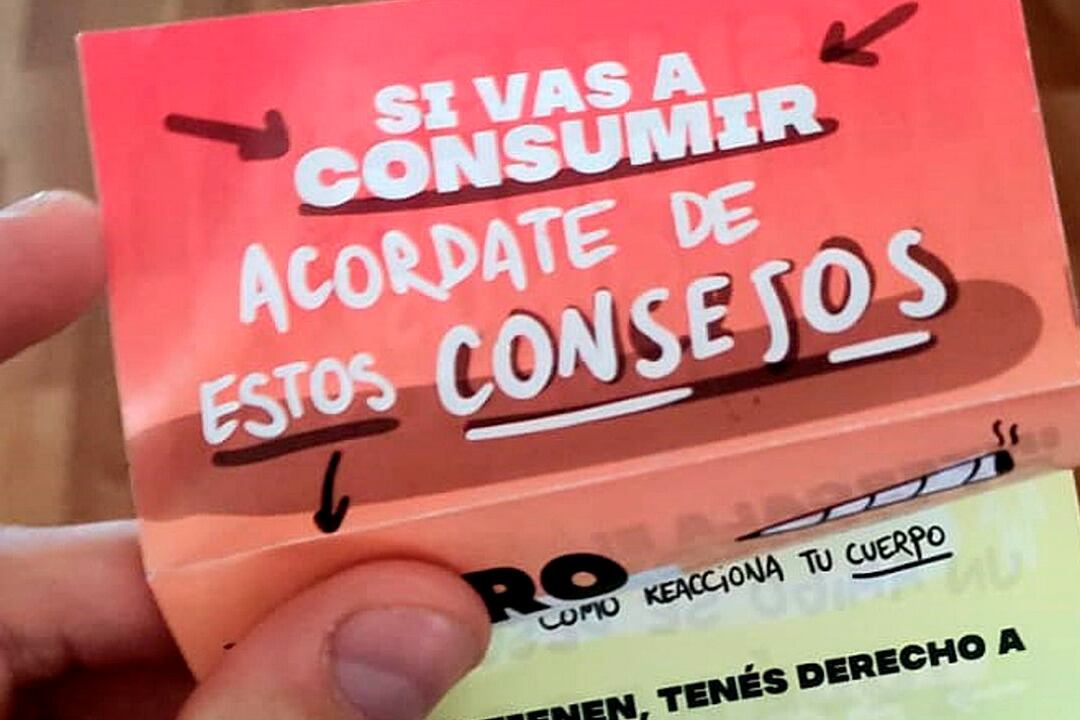 SI VAS A
CONSUMIR
ACORDATE DE
ESTOS CONSEJOS
RO
COMO REACCIONA TU CUERPO
TENÉS DERECHO A